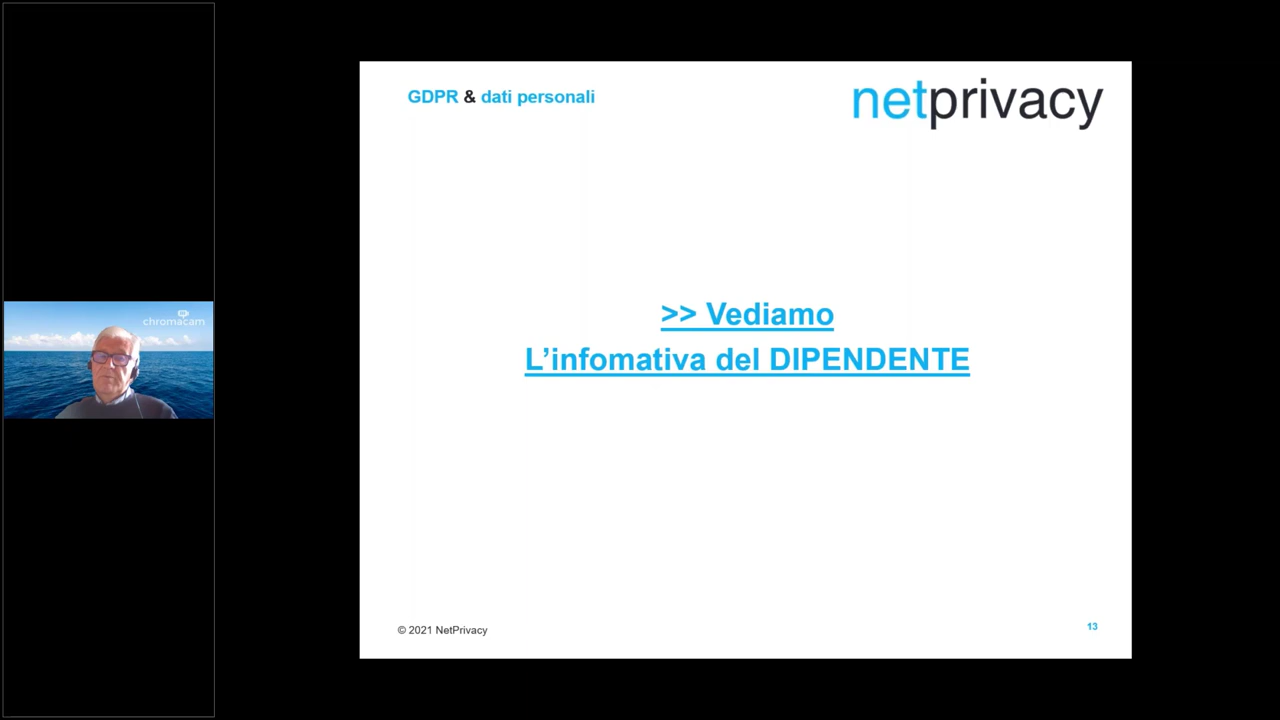 GDPR & dati personali
netprivacy
chromacam
>> Vediamo
L’infomativa del DIPENDENTE
© 2021 NetPrivacy
13